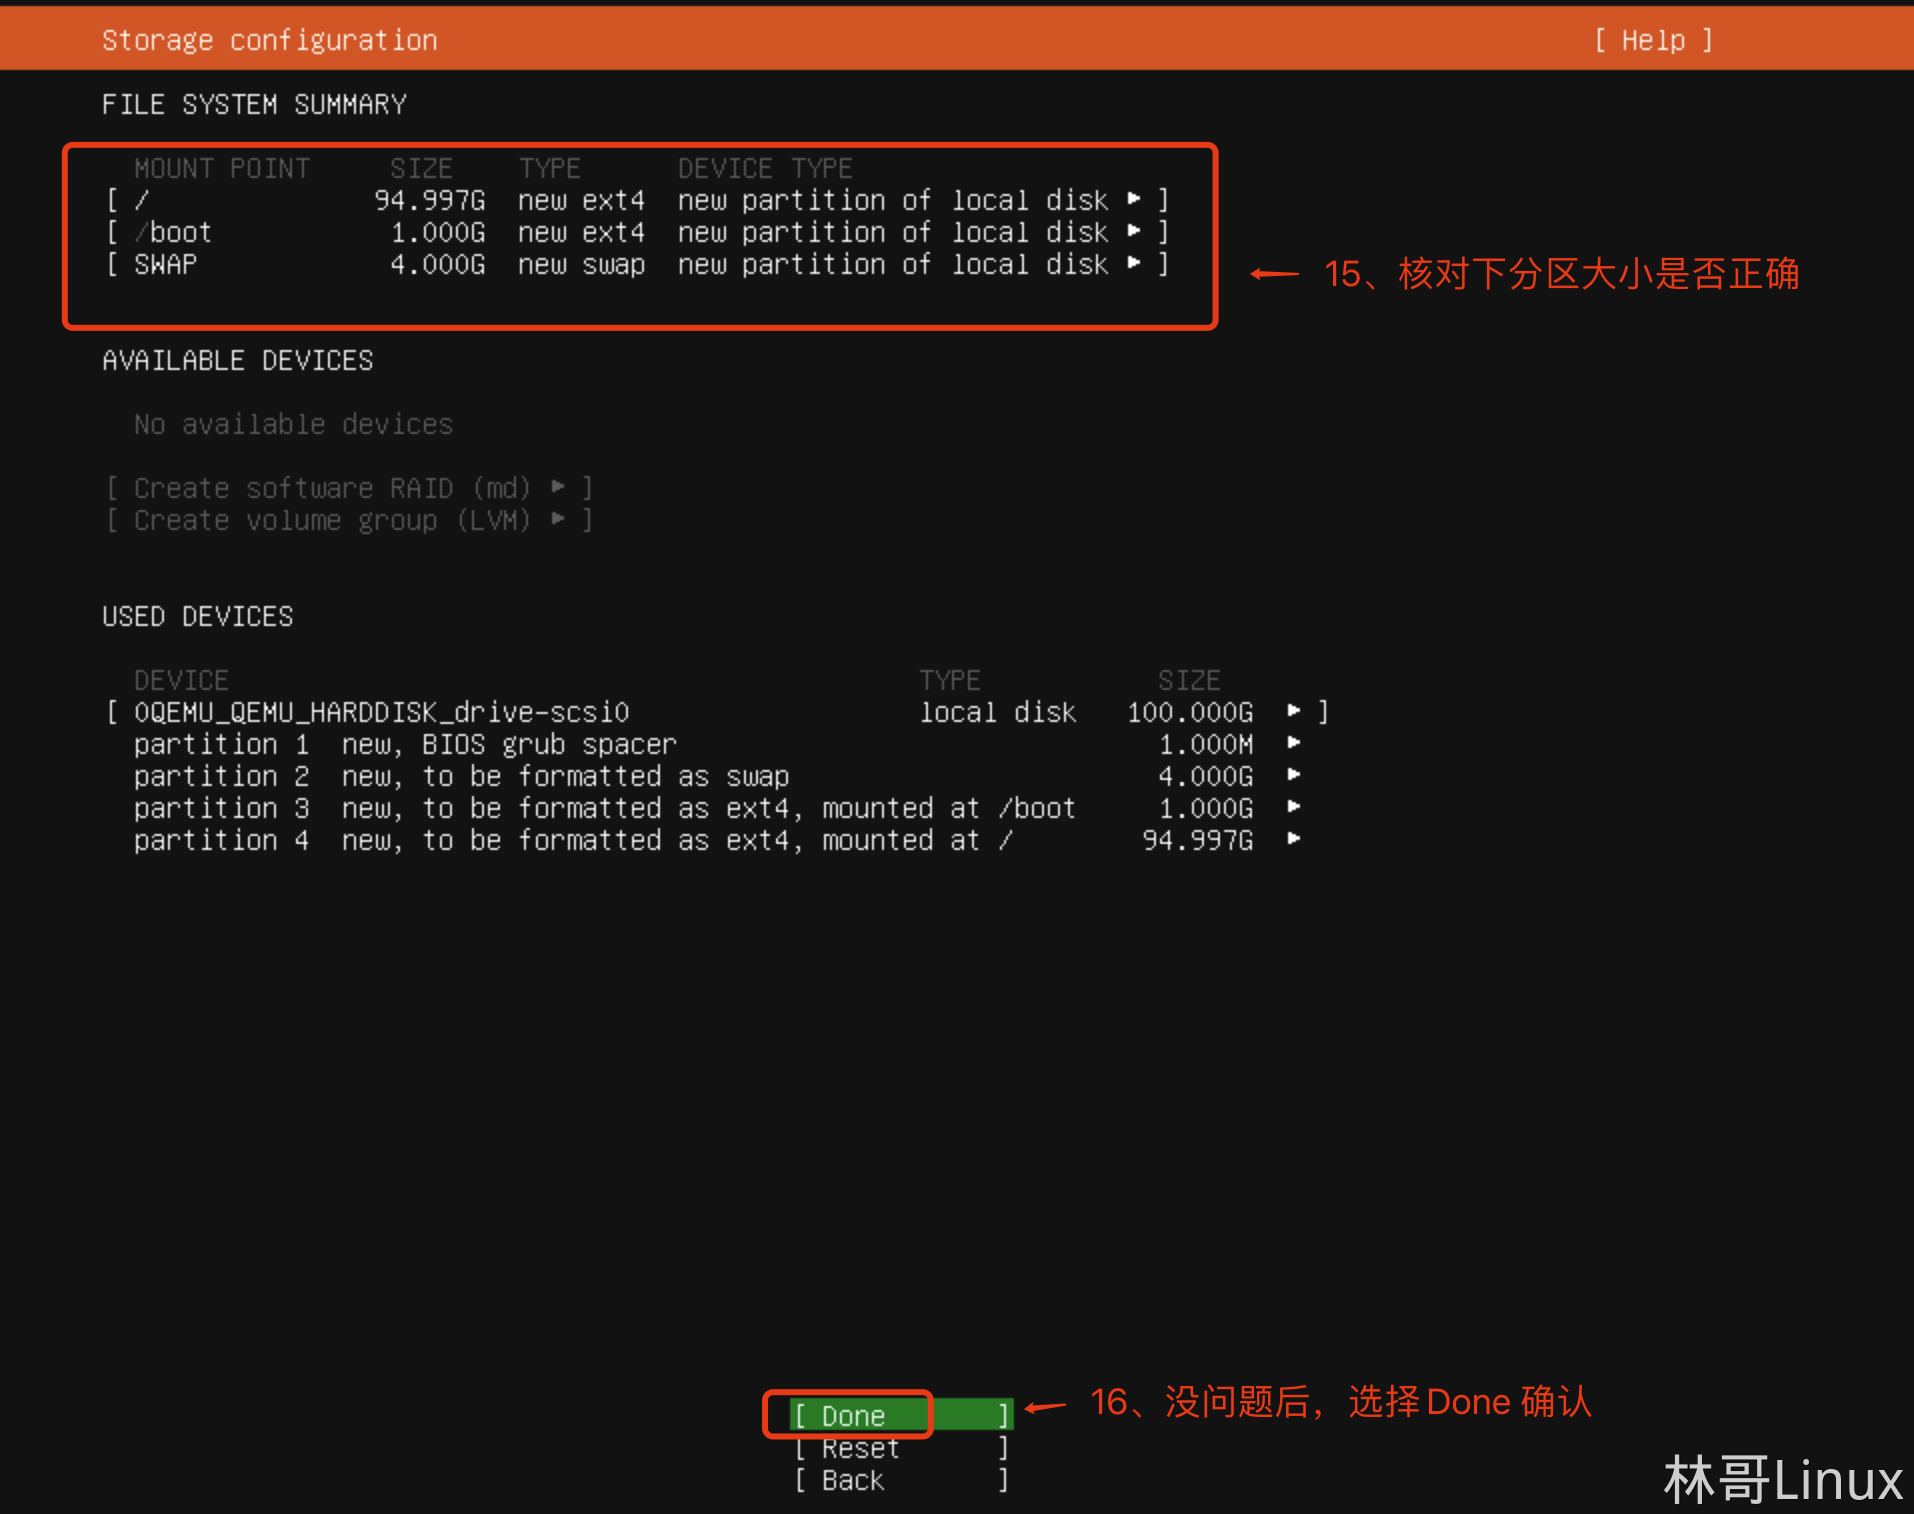 Storage configuration [ Help ]
FILE SYSTEM SUMMARY
MOUNT POINT SIZE TYPE DEVICE TYPE
[ / 94.997G new ext4 new partition of local disk ▸ ]
[ /boot 1.000G new ext4 new partition of local disk ▸ ]
[ SWAP 4.000G new swap new partition of local disk ▸ ]
15、核对下分区大小是否正确
AVAILABLE DEVICES
No available devices
[ Create software RAID (md) ▸ ]
[ Create volume group (LVM) ▸ ]
USED DEVICES
DEVICE TYPE SIZE
[ 0QEMU_QEMU_HARDDISK_drive-scsi0 local disk 100.000G ▸ ]
partition 1 new, BIOS grub spacer 1.000M ▸
partition 2 new, to be formatted as swap 4.000G ▸
partition 3 new, to be formatted as ext4, mounted at /boot 1.000G ▸
partition 4 new, to be formatted as ext4, mounted at / 94.997G ▸
[ Done ]
16、没问题后，选择 Done 确认
[ Reset ]
[ Back ]
林哥Linux